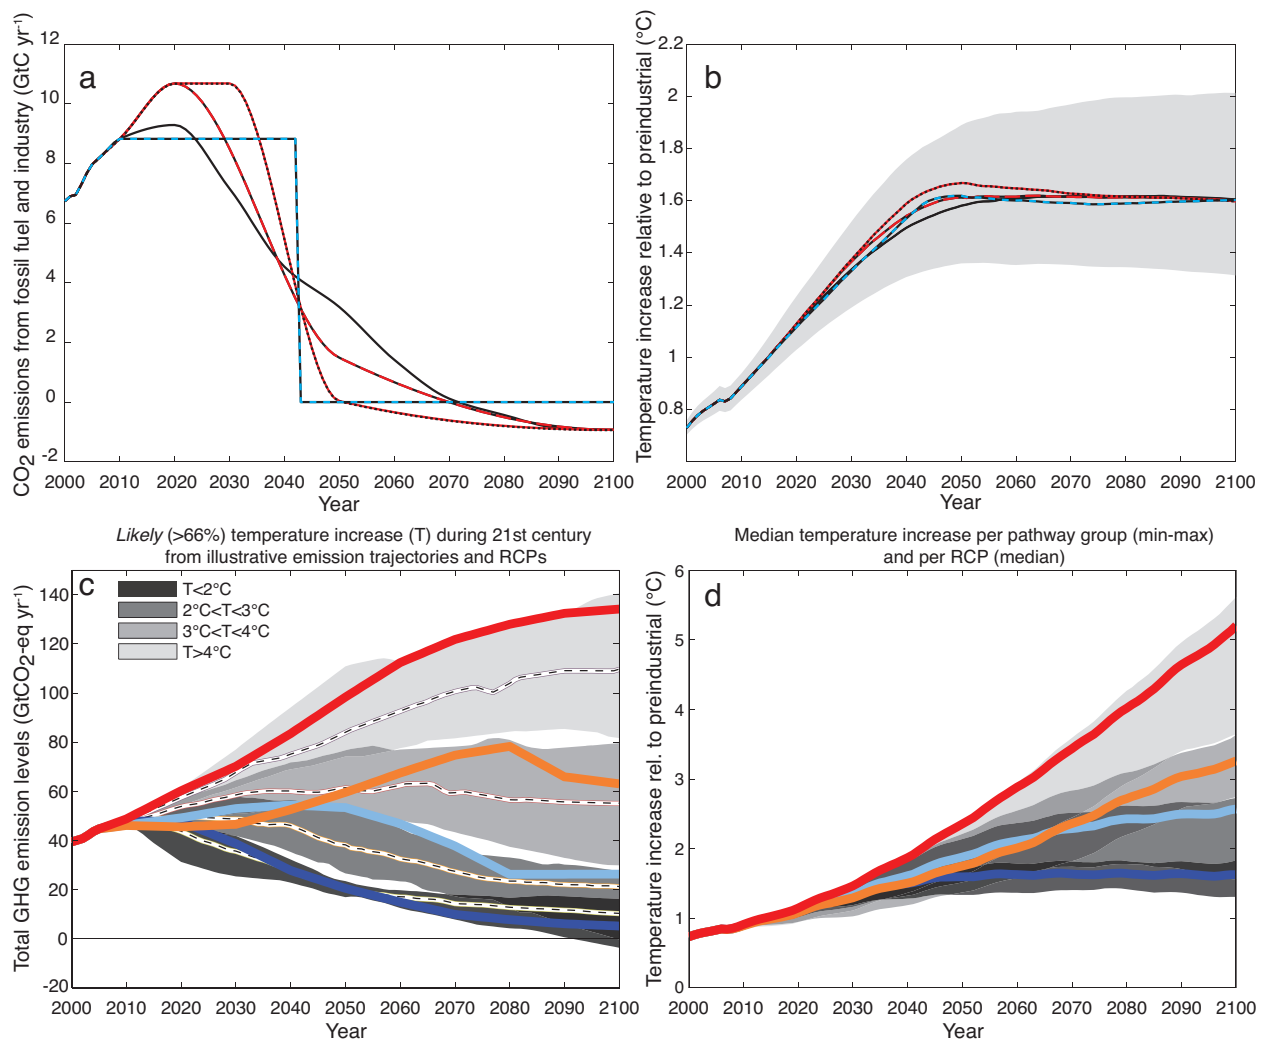 a
CO2 emissions from fossil fuel and industry (GtC yr-1)
12
10
8
6
4
2
0
-2
2000 2010 2020 2030 2040 2050 2060 2070 2080 2090 2100
Year
b
Temperature increase relative to preindustrial (°C)
2.2
2
1.8
1.6
1.4
1.2
1
0.8
2000 2010 2020 2030 2040 2050 2060 2070 2080 2090 2100
Year
Likely (>66%) temperature increase (T) during 21st century
from illustrative emission trajectories and RCPs
c
T<2°C
2°C<T<3°C
3°C<T<4°C
T>4°C
Total GHG emission levels (GtCO2-eq yr-1)
140
120
100
80
60
40
20
0
-20
2000 2010 2020 2030 2040 2050 2060 2070 2080 2090 2100
Year
Median temperature increase per pathway group (min-max)
and per RCP (median)
d
Temperature increase rel. to preindustrial (°C)
6
5
4
3
2
1
0
2000 2010 2020 2030 2040 2050 2060 2070 2080 2090 2100
Year